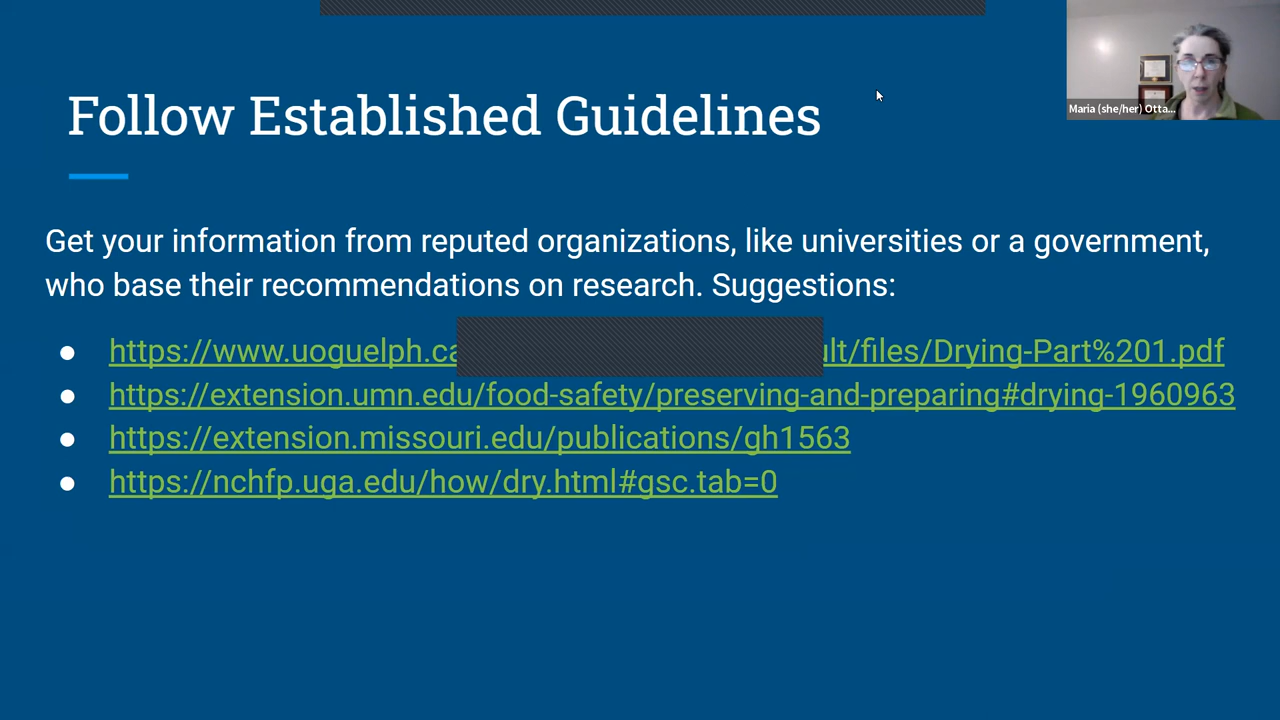 Follow Established Guidelines
Maria (she/her) Otta...
Get your information from reputed organizations, like universities or a government,
who base their recommendations on research. Suggestions:
● https://www.uoguelph.ca ult/files/Drying-Part%201.pdf
● https://extension.umn.edu/food-safety/preserving-and-preparing#drying-1960963
● https://extension.missouri.edu/publications/gh1563
● https://nchfp.uga.edu/how/dry.html#gsc.tab=0